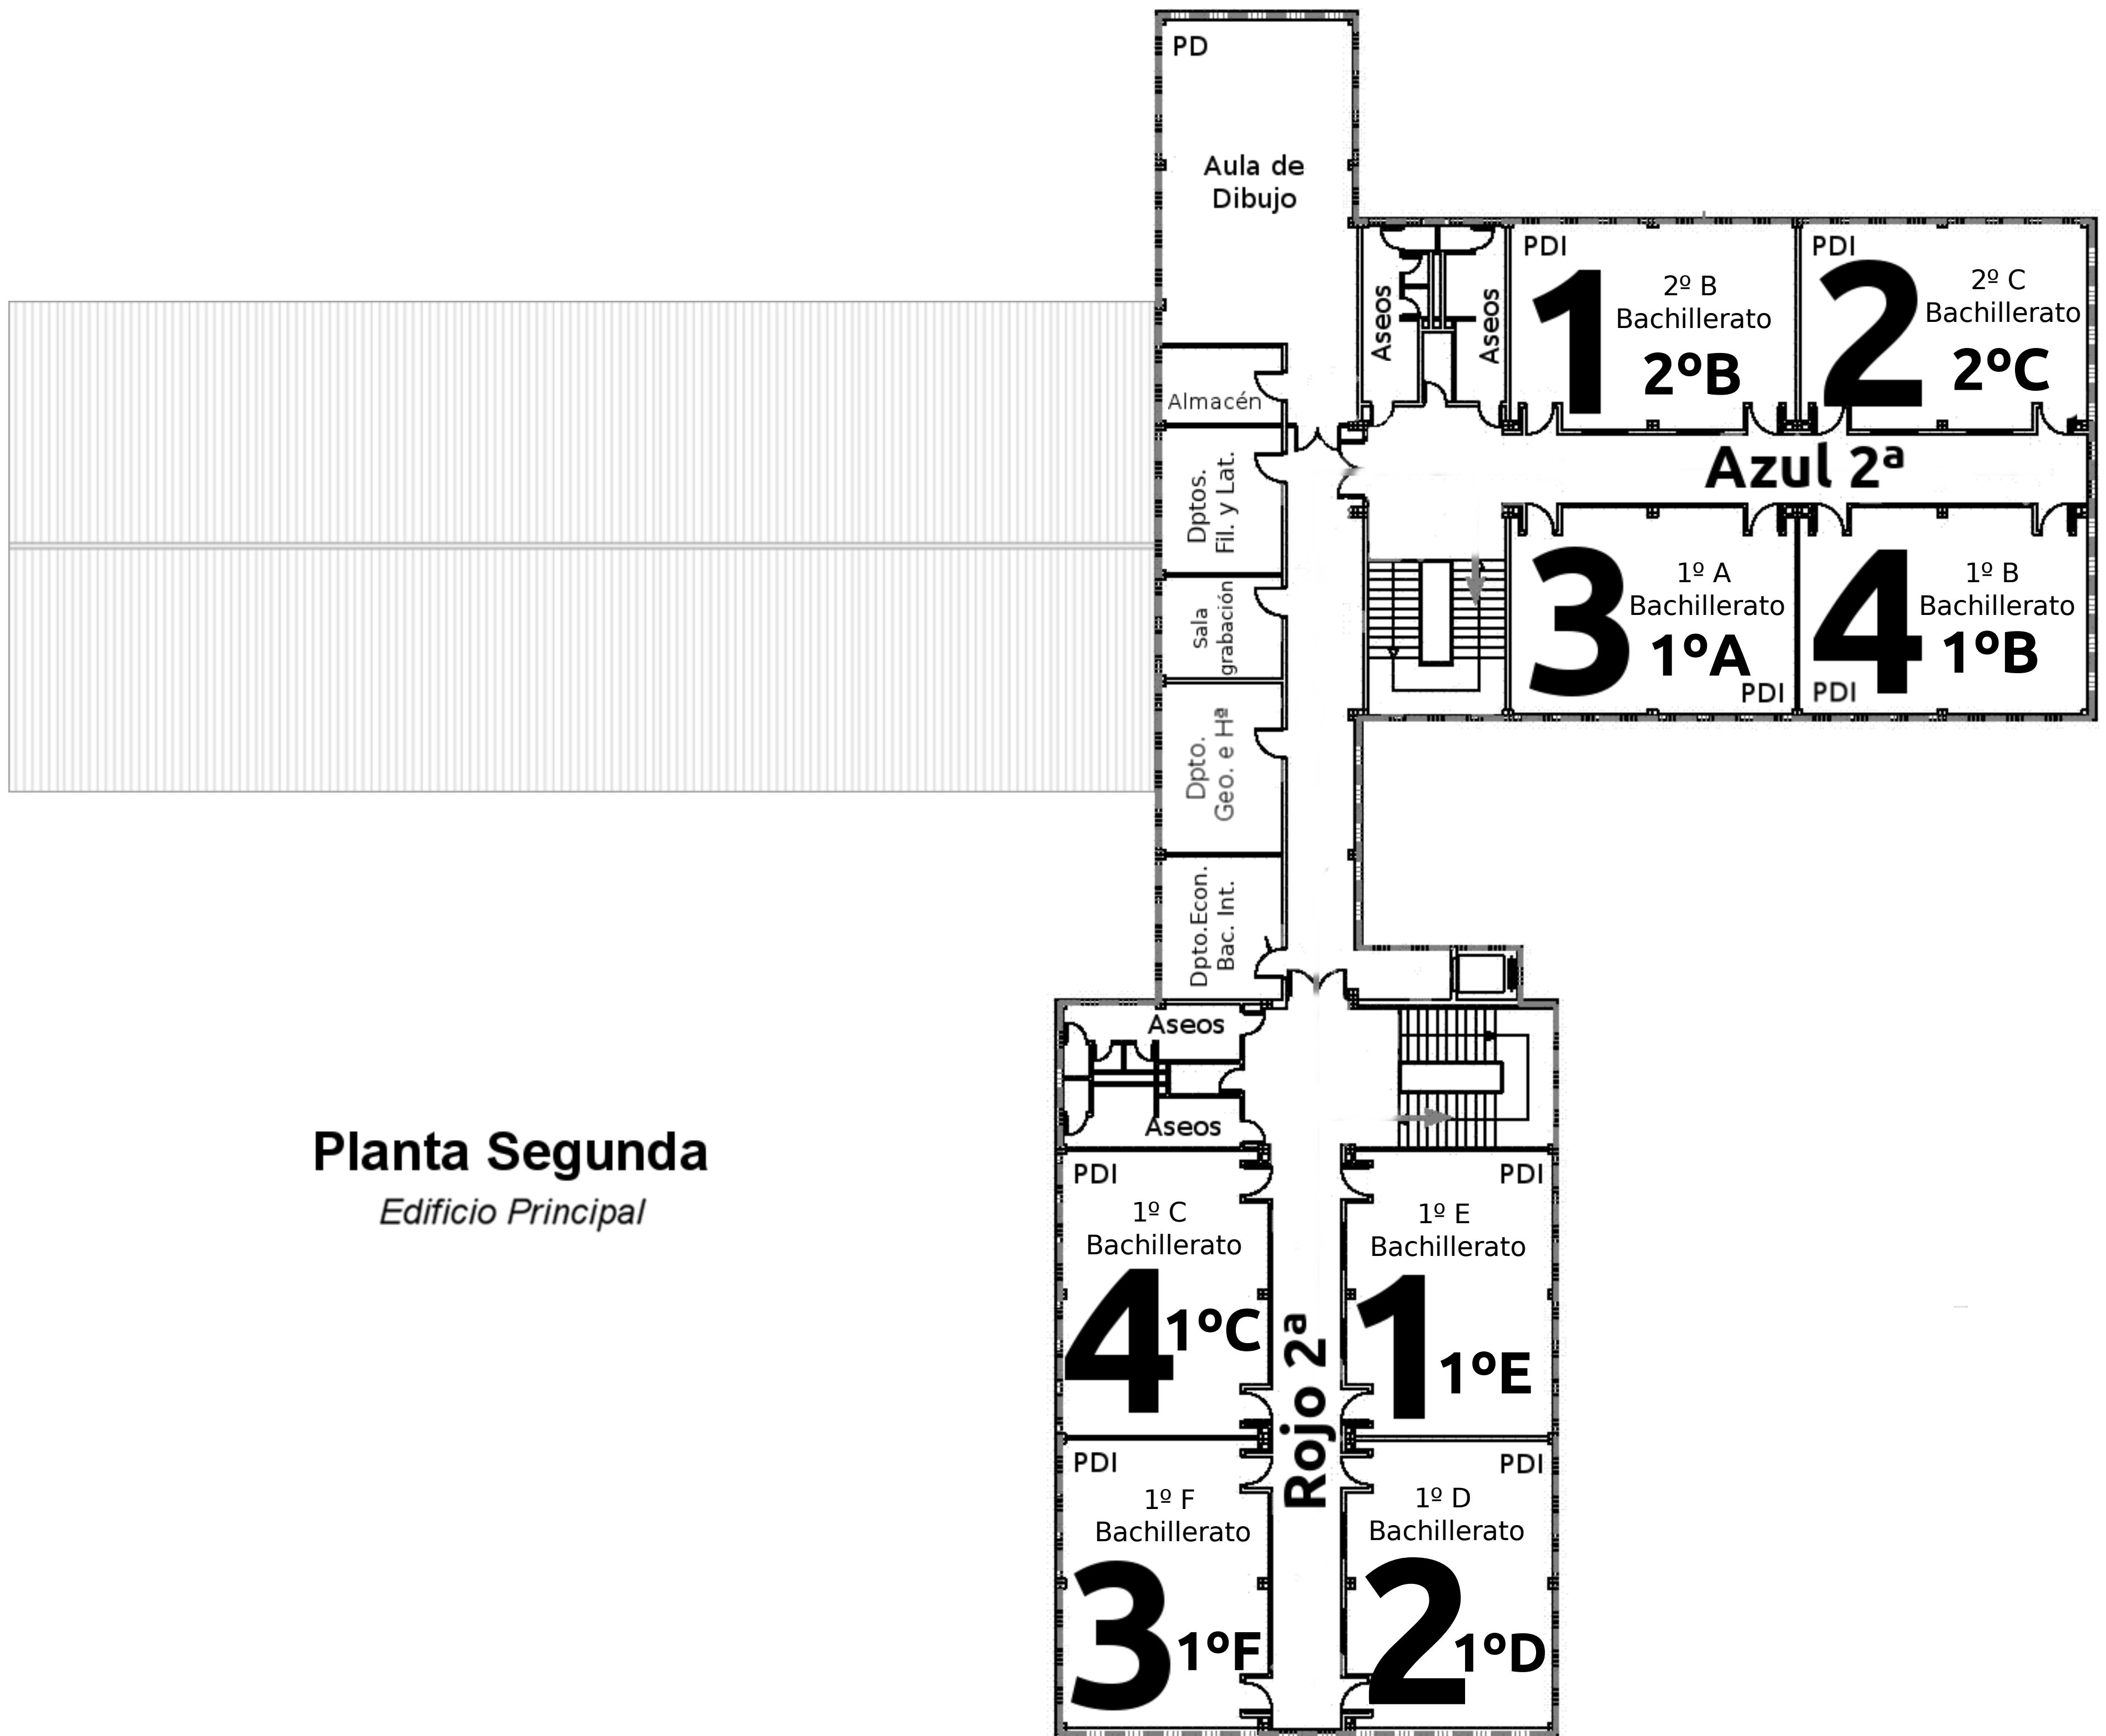 PD
Aula de
Dibujo
Almacén
Dptos.
Fil. y Lat.
Sala
grabación
Dpto.
Geo. e Hª
Dpto.Econ.
Bac. Int.
Aseos
Aseos
PDI
1
2º B
Bachillerato
2ºB
PDI
2
2º C
Bachillerato
2ºC
Azul 2ª
3
1º A
Bachillerato
1ºA
PDI
4
1º B
Bachillerato
1ºB
PDI
Planta Segunda
Edificio Principal
Aseos
Aseos
PDI
1º C
Bachillerato
4
1ºC
PDI
1º E
Bachillerato
1
1ºE
Rojo 2ª
PDI
1º F
Bachillerato
3
1ºF
PDI
1º D
Bachillerato
2
1ºD